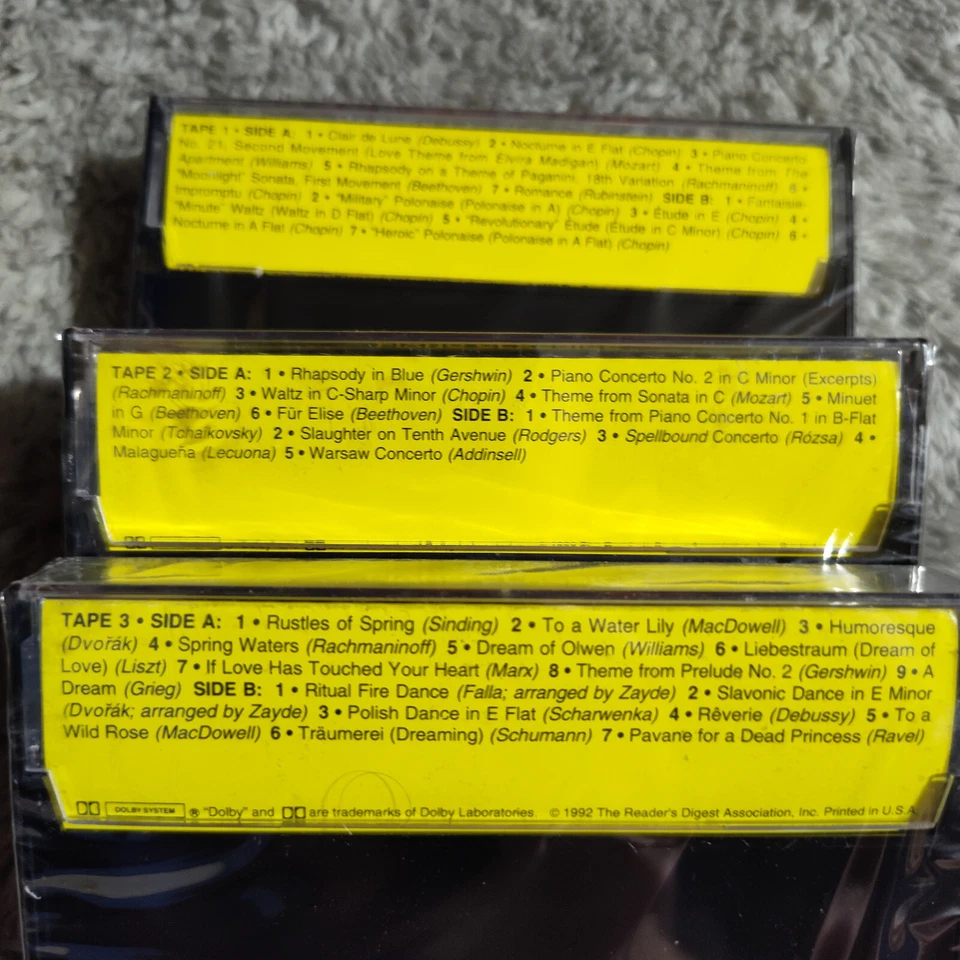 TAPE 1 • SIDE A: 1 • Clair de Lune (Debussy) 2 • Nocturne in E Flat (Chopin) 3 • Piano Concerto
No. 21, Second Movement (Love Theme from Elvira Madigan) (Mozart) 4 • Theme from The
Apartment (Williams) 5 • Rhapsody on a Theme of Paganini, 18th Variation (Rachmaninoff) 6 •
"Moonlight" Sonata, First Movement (Beethoven) 7 • Romance (Rubinstein) SIDE B: 1 • Fantaisie-
Impromptu (Chopin) 2 • "Military" Polonaise (Polonaise in A) (Chopin) 3 • Étude in E (Chopin) 4 •
"Minute" Waltz (Waltz in D Flat) (Chopin) 5 • "Revolutionary" Étude (Étude in C Minor) (Chopin) 6 •
Nocturne in A Flat (Chopin) 7 • "Heroic" Polonaise (Polonaise in A Flat) (Chopin)
TAPE 2 • SIDE A: 1 • Rhapsody in Blue (Gershwin) 2 • Piano Concerto No. 2 in C Minor (Excerpts)
(Rachmaninoff) 3 • Waltz in C-Sharp Minor (Chopin) 4 • Theme from Sonata in C (Mozart) 5 • Minuet
in G (Beethoven) 6 • Für Elise (Beethoven) SIDE B: 1 • Theme from Piano Concerto No. 1 in B-Flat
Minor (Tchaikovsky) 2 • Slaughter on Tenth Avenue (Rodgers) 3 • Spellbound Concerto (Rózsa) 4 •
Malagueña (Lecuona) 5 • Warsaw Concerto (Addinsell)
TAPE 3 • SIDE A: 1 • Rustles of Spring (Sinding) 2 • To a Water Lily (MacDowell) 3 • Humoresque
(Dvořák) 4 • Spring Waters (Rachmaninoff) 5 • Dream of Olwen (Williams) 6 • Liebestraum (Dream of
Love) (Liszt) 7 • If Love Has Touched Your Heart (Marx) 8 • Theme from Prelude No. 2 (Gershwin) 9 • A
Dream (Grieg) SIDE B: 1 • Ritual Fire Dance (Falla; arranged by Zayde) 2 • Slavonic Dance in E Minor
(Dvořák; arranged by Zayde) 3 • Polish Dance in E Flat (Scharwenka) 4 • Rêverie (Debussy) 5 • To a
Wild Rose (MacDowell) 6 • Träumerei (Dreaming) (Schumann) 7 • Pavane for a Dead Princess (Ravel)
DOLBY SYSTEM ® "Dolby" and are trademarks of Dolby Laboratories. © 1992 The Reader's Digest Association, Inc. Printed in U.S.A.